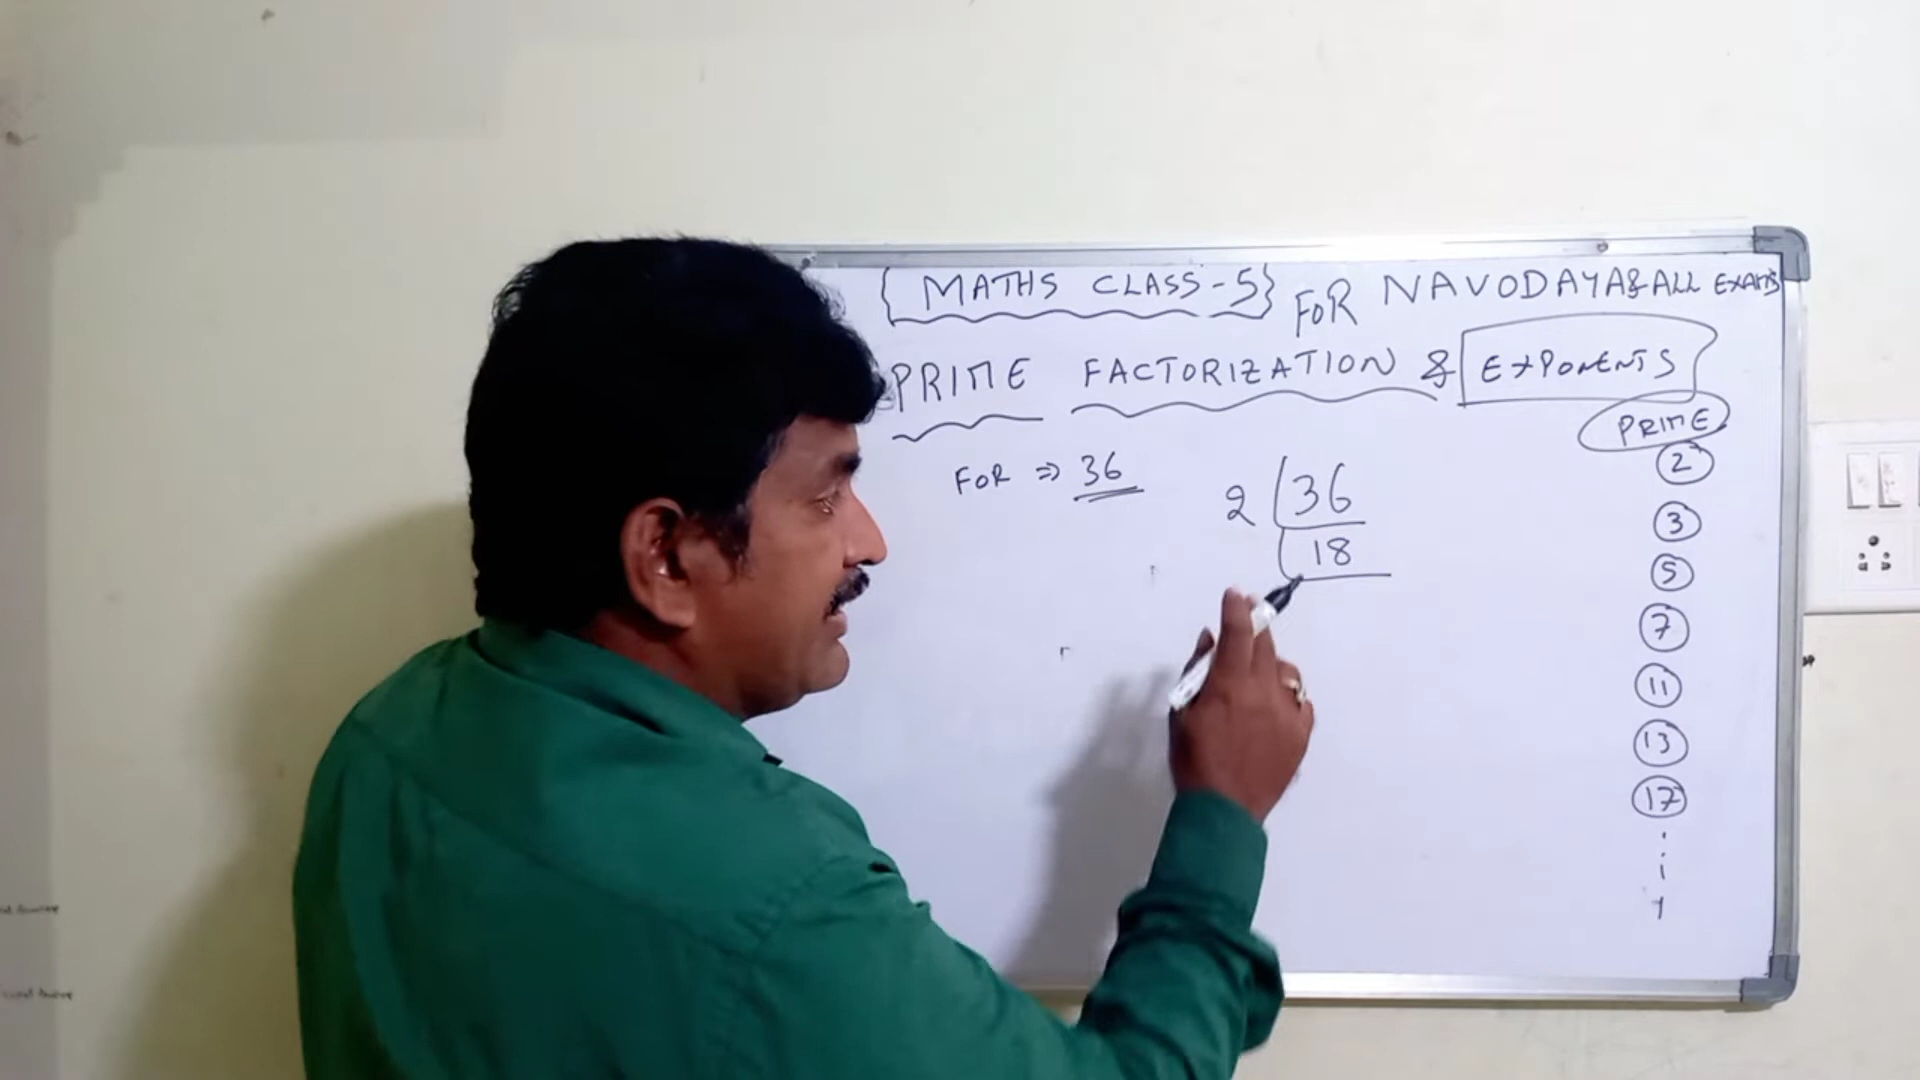 {MATHS CLASS-5} FOR NAVODAYA & ALL EXAMS
PRIME FACTORIZATION & EXPONENTS
PRIME
FOR ⇒ 36
2 36
18
2
3
5
7
11
13
17